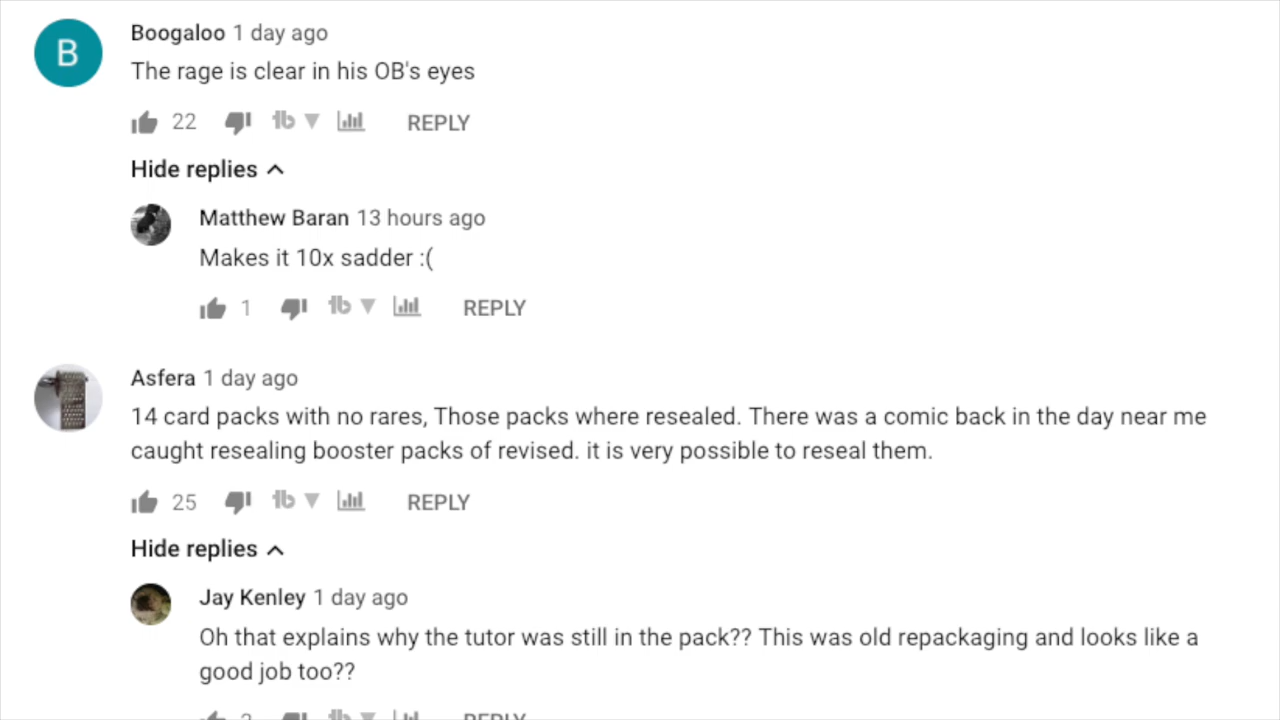 B
Boogaloo 1 day ago
The rage is clear in his OB's eyes
22 REPLY
Hide replies
Matthew Baran 13 hours ago
Makes it 10x sadder :(
1 REPLY
Asfera 1 day ago
14 card packs with no rares, Those packs where resealed. There was a comic back in the day near me
caught resealing booster packs of revised. it is very possible to reseal them.
25 REPLY
Hide replies
Jay Kenley 1 day ago
Oh that explains why the tutor was still in the pack?? This was old repackaging and looks like a
good job too??
REPLY